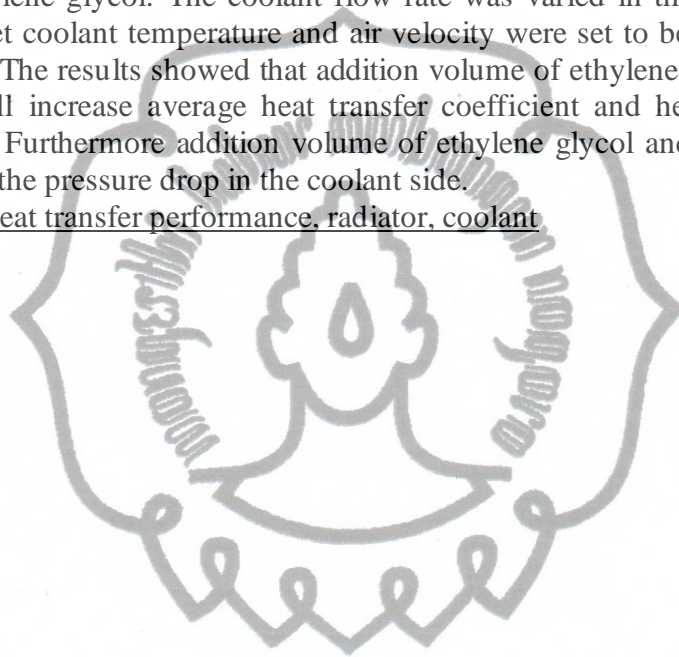 lene glycol. The coolant flow rate was varied in th
et coolant temperature and air velocity were set to be
The results showed that addition volume of ethylene
ll increase average heat transfer coefficient and he
Furthermore addition volume of ethylene glycol and
the pressure drop in the coolant side.
eat transfer performance, radiator, coolant